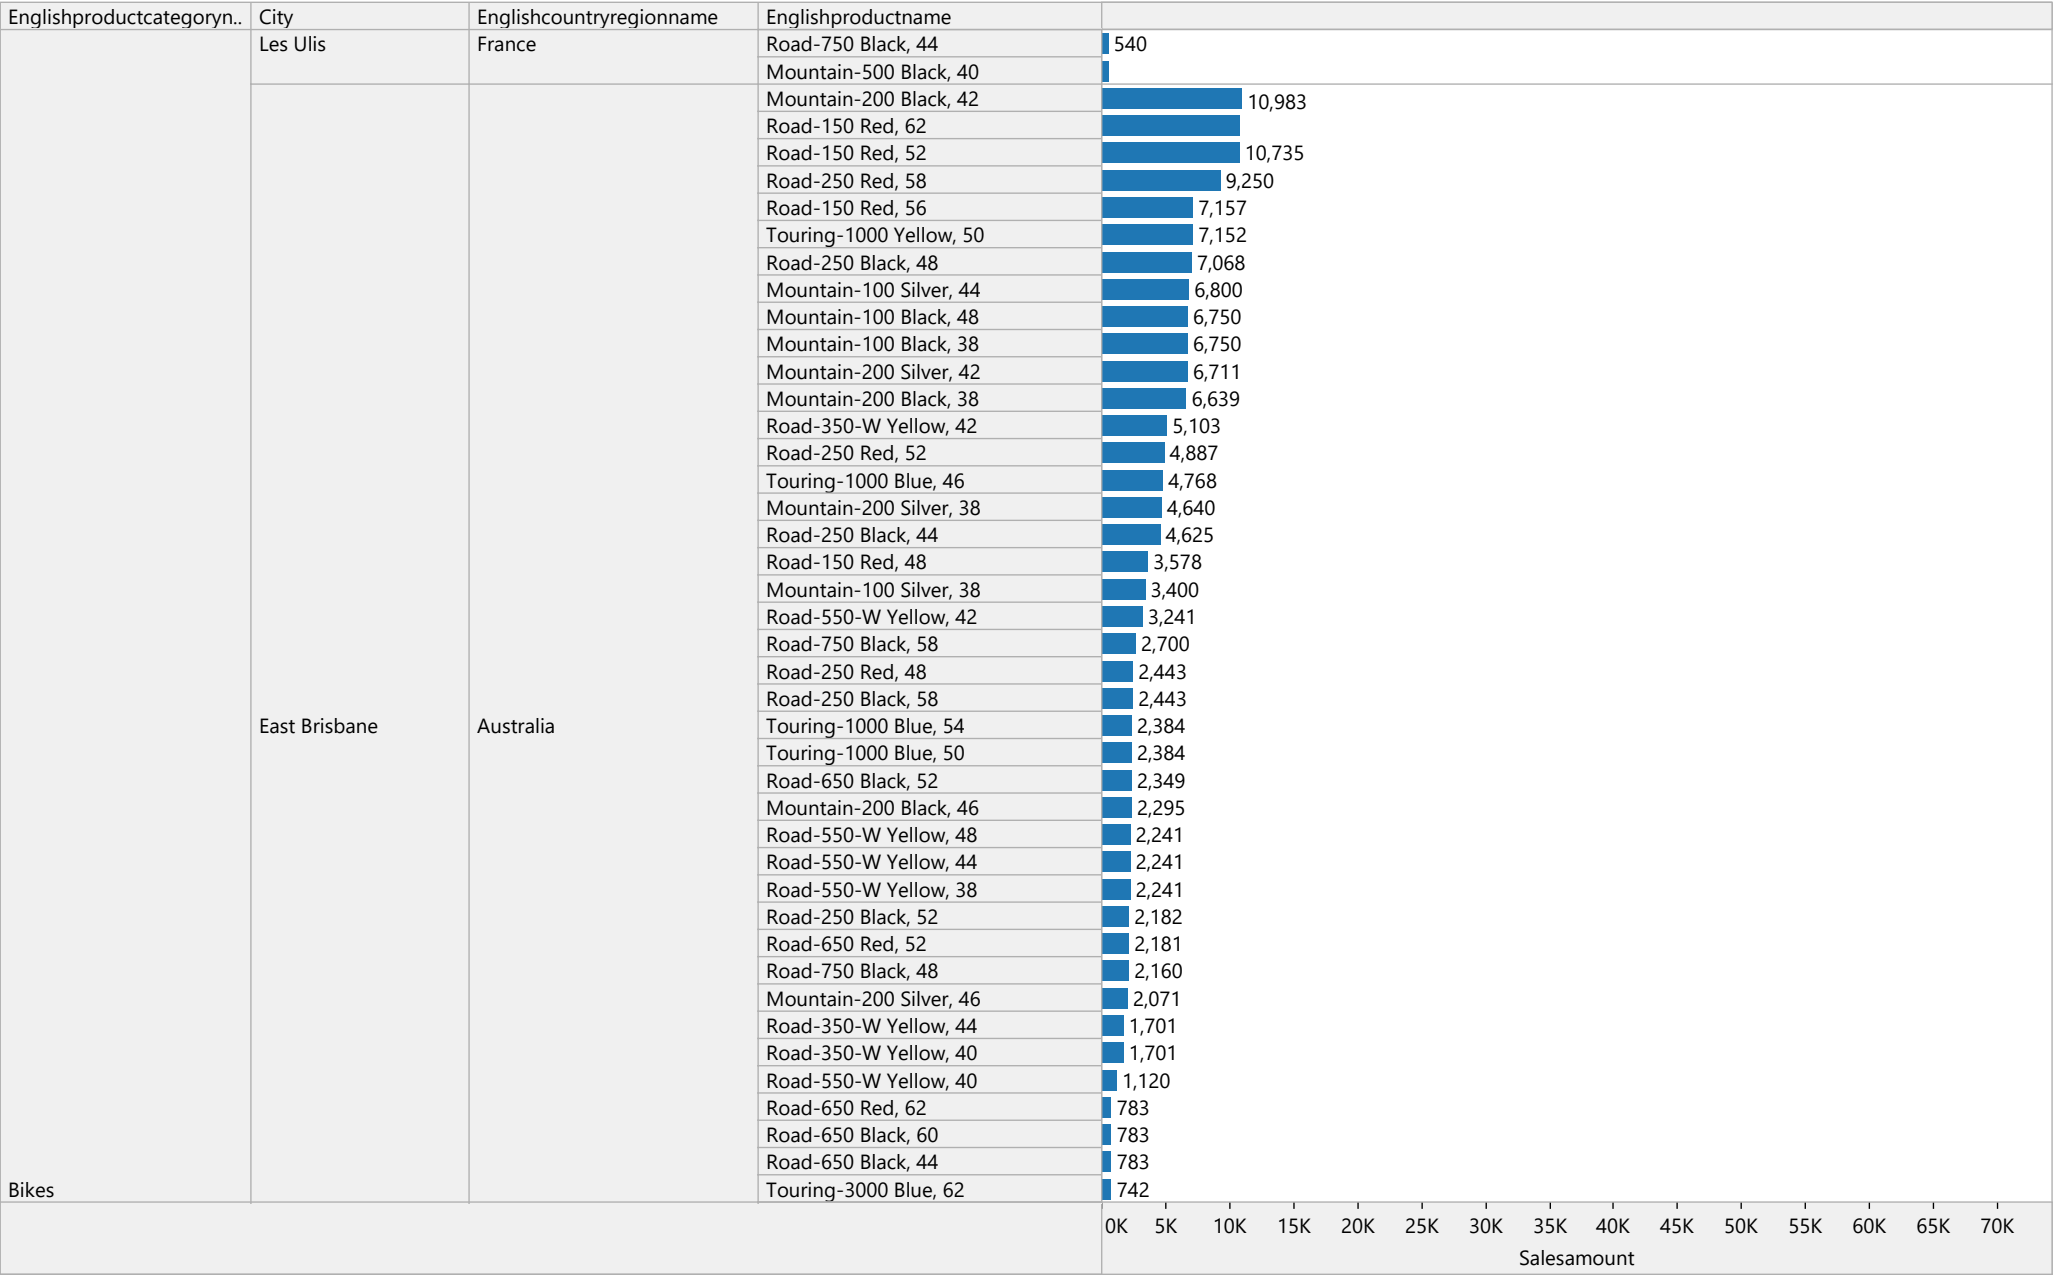 Englishproductcategoryn.. City Englishcountryregionname Englishproductname
Les Ulis France Road-750 Black, 44 540
Mountain-500 Black, 40
Mountain-200 Black, 42 10,983
Road-150 Red, 62
Road-150 Red, 52 10,735
Road-250 Red, 58 9,250
Road-150 Red, 56 7,157
Touring-1000 Yellow, 50 7,152
Road-250 Black, 48 7,068
Mountain-100 Silver, 44 6,800
Mountain-100 Black, 48 6,750
Mountain-100 Black, 38 6,750
Mountain-200 Silver, 42 6,711
Mountain-200 Black, 38 6,639
Road-350-W Yellow, 42 5,103
Road-250 Red, 52 4,887
Touring-1000 Blue, 46 4,768
Mountain-200 Silver, 38 4,640
Road-250 Black, 44 4,625
Road-150 Red, 48 3,578
Mountain-100 Silver, 38 3,400
Road-550-W Yellow, 42 3,241
Road-750 Black, 58 2,700
Road-250 Red, 48 2,443
Road-250 Black, 58 2,443
East Brisbane Australia Touring-1000 Blue, 54 2,384
Touring-1000 Blue, 50 2,384
Road-650 Black, 52 2,349
Mountain-200 Black, 46 2,295
Road-550-W Yellow, 48 2,241
Road-550-W Yellow, 44 2,241
Road-550-W Yellow, 38 2,241
Road-250 Black, 52 2,182
Road-650 Red, 52 2,181
Road-750 Black, 48 2,160
Mountain-200 Silver, 46 2,071
Road-350-W Yellow, 44 1,701
Road-350-W Yellow, 40 1,701
Road-550-W Yellow, 40 1,120
Road-650 Red, 62 783
Road-650 Black, 60 783
Road-650 Black, 44 783
Bikes Touring-3000 Blue, 62 742
0K 5K 10K 15K 20K 25K 30K 35K 40K 45K 50K 55K 60K 65K 70K
Salesamount